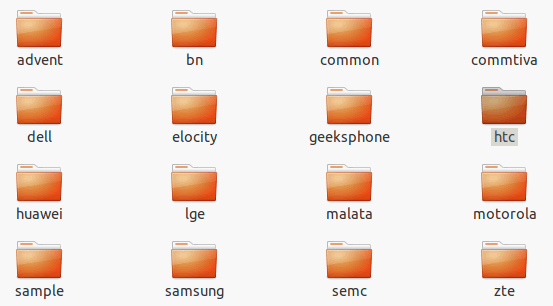 advent bn common commtiva
dell elocity geeksphone htc
huawei lge malata motorola
sample samsung semc zte